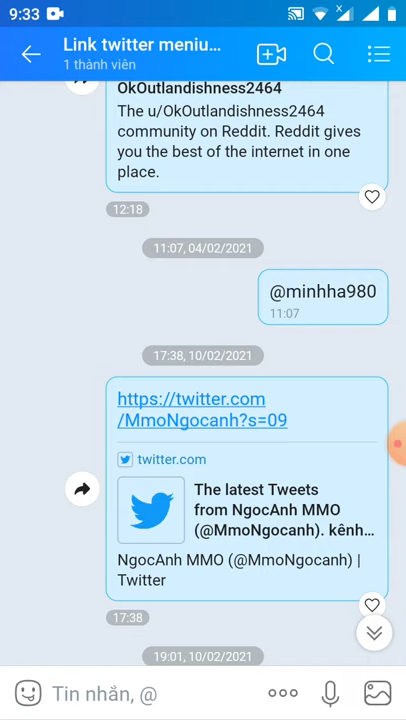 9:33
Link twitter meniu...
1 thành viên
OkOutlandishness2464
The u/OkOutlandishness2464
community on Reddit. Reddit gives
you the best of the internet in one
place.
12:18
11:07, 04/02/2021
@minhha980
11:07
17:38, 10/02/2021
https://twitter.com
/MmoNgocanh?s=09
twitter.com
The latest Tweets
from NgocAnh MMO
(@MmoNgocanh). kênh...
NgocAnh MMO (@MmoNgocanh) |
Twitter
17:38
19:01, 10/02/2021
Tin nhắn, @